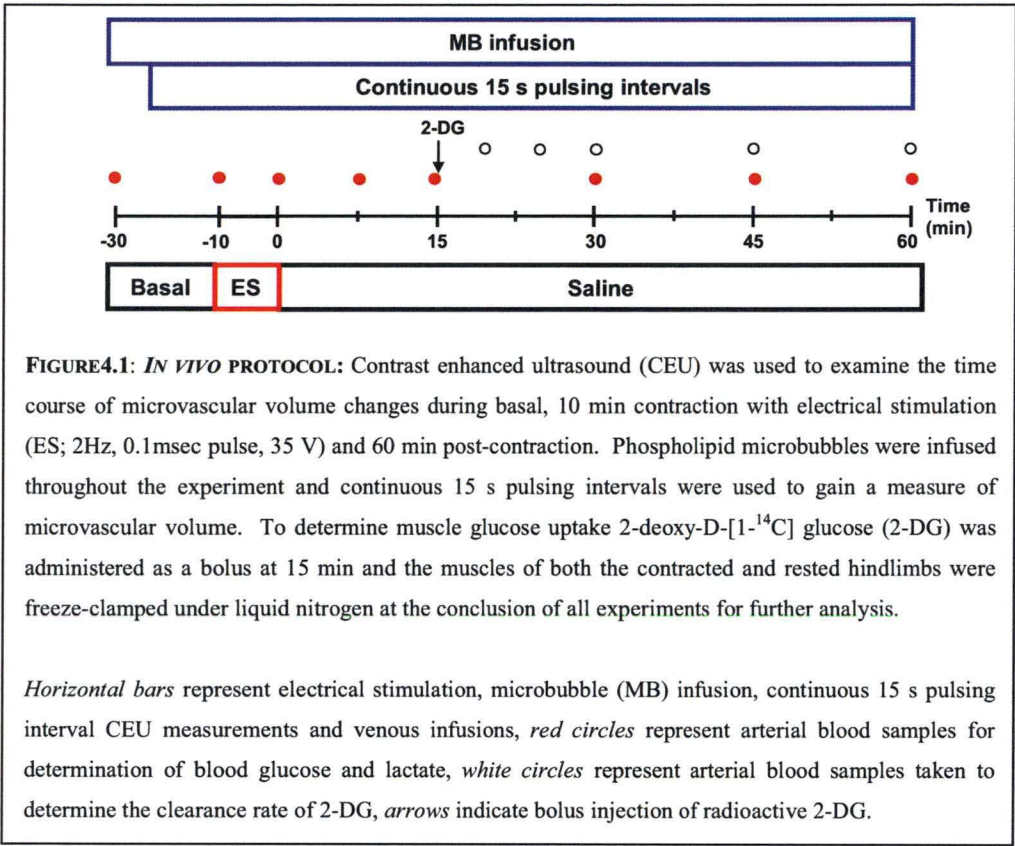 MB infusion
Continuous 15 s pulsing intervals
2-DG
Time
(min)
-30 -10 0 15 30 45 60
Basal ES Saline
FIGURE4.1: IN VIVO PROTOCOL: Contrast enhanced ultrasound (CEU) was used to examine the time
course of microvascular volume changes during basal, 10 min contraction with electrical stimulation
(ES; 2Hz, 0.1msec pulse, 35 V) and 60 min post-contraction. Phospholipid microbubbles were infused
throughout the experiment and continuous 15 s pulsing intervals were used to gain a measure of
microvascular volume. To determine muscle glucose uptake 2-deoxy-D-[1-¹⁴C] glucose (2-DG) was
administered as a bolus at 15 min and the muscles of both the contracted and rested hindlimbs were
freeze-clamped under liquid nitrogen at the conclusion of all experiments for further analysis.
Horizontal bars represent electrical stimulation, microbubble (MB) infusion, continuous 15 s pulsing
interval CEU measurements and venous infusions, red circles represent arterial blood samples for
determination of blood glucose and lactate, white circles represent arterial blood samples taken to
determine the clearance rate of 2-DG, arrows indicate bolus injection of radioactive 2-DG.